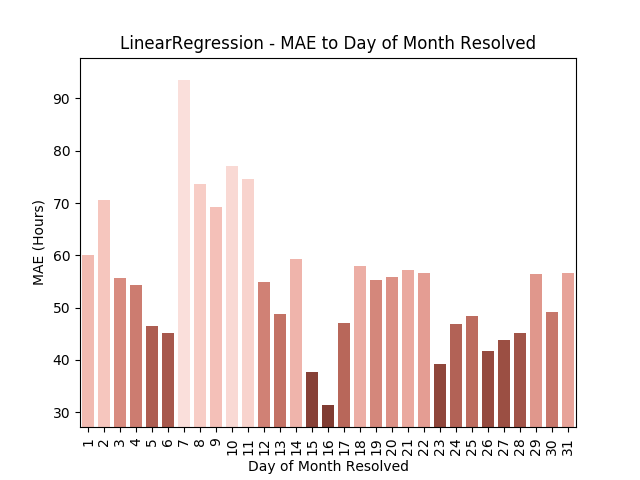 LinearRegression - MAE to Day of Month Resolved
MAE (Hours)
90
80
70
60
50
40
30
1 2 3 4 5 6 7 8 9 10 11 12 13 14 15 16 17 18 19 20 21 22 23 24 25 26 27 28 29 30 31
Day of Month Resolved